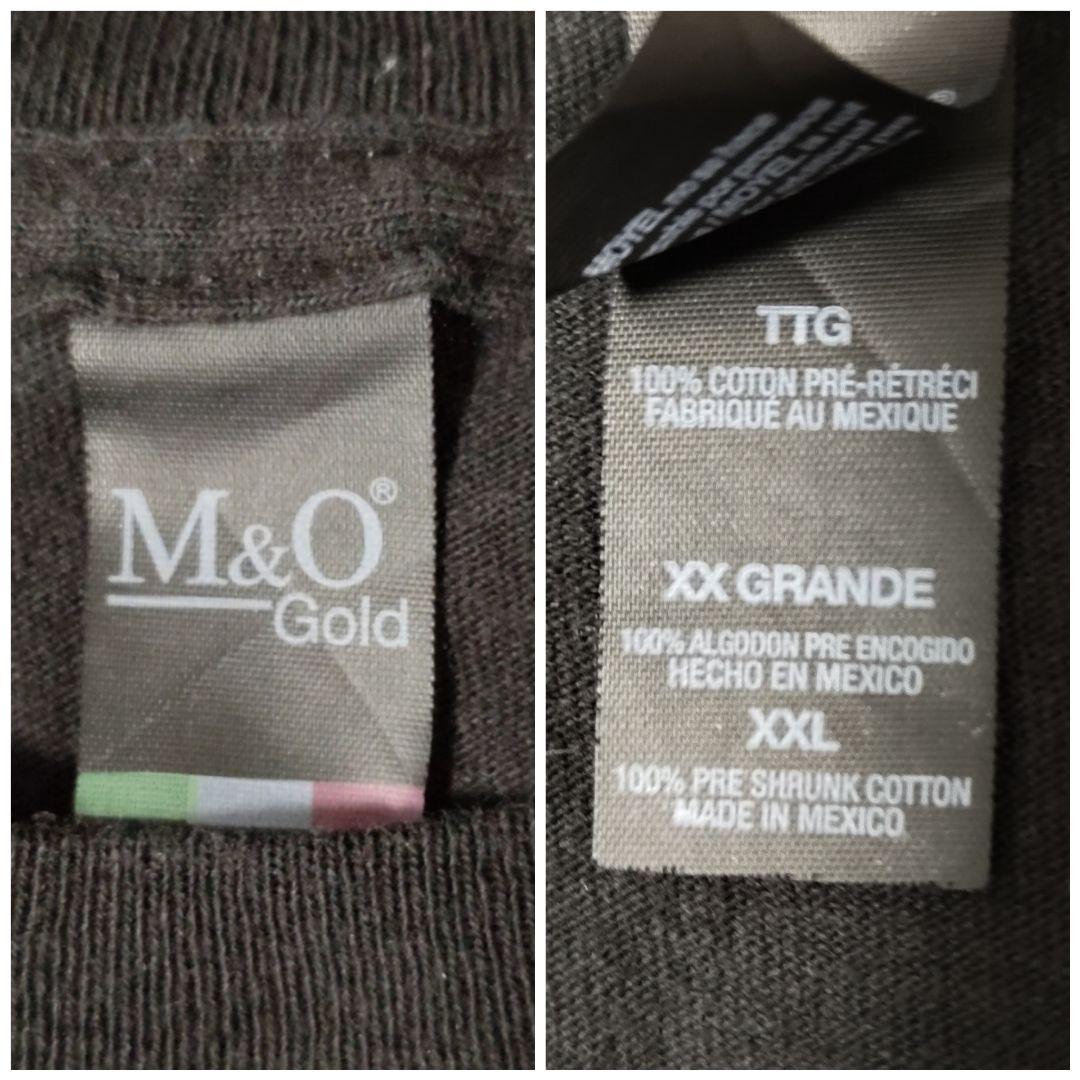 M&O®
Gold
®
TTG
100% COTON PRÉ-RÉTRÉCI
FABRIQUÉ AU MEXIQUE
XX GRANDE
100% ALGODON PRE ENCOGIDO
HECHO EN MEXICO
XXL
100% PRE SHRUNK COTTON
MADE IN MEXICO